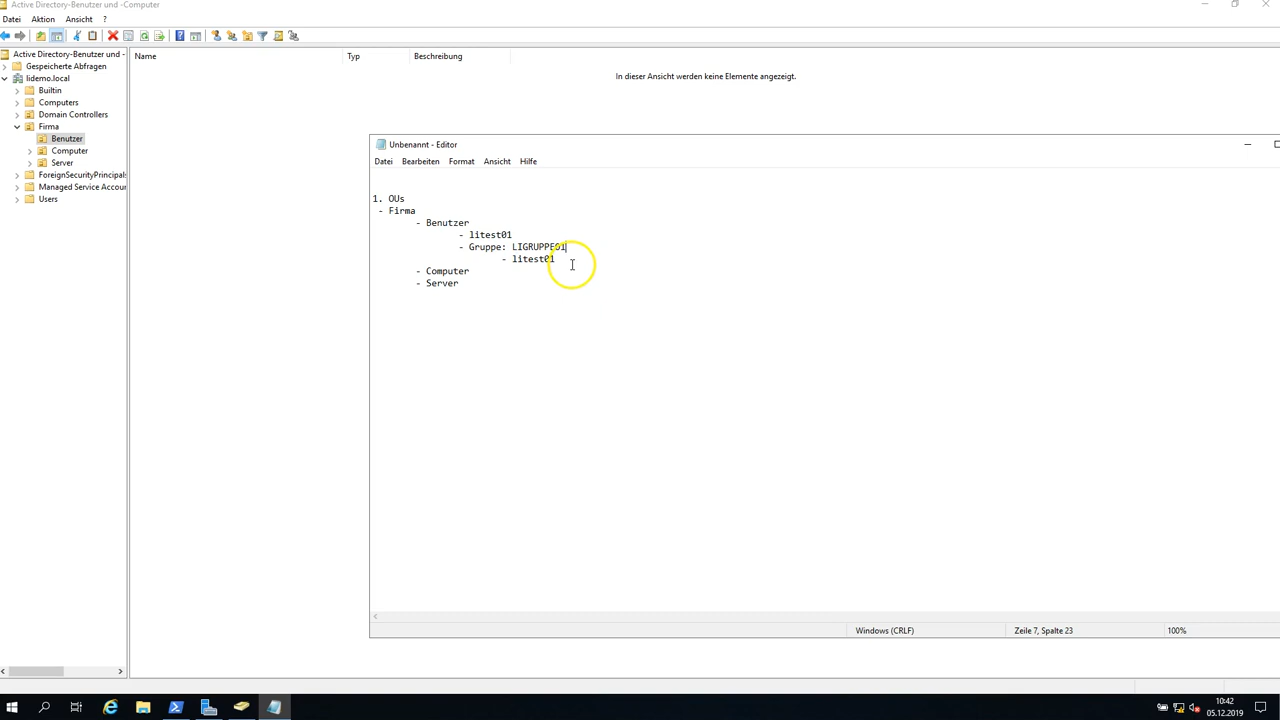 Active Directory-Benutzer und -Computer
Datei Aktion Ansicht ?
Active Directory-Benutzer und -
Gespeicherte Abfragen
lidemo.local
Builtin
Computers
Domain Controllers
Firma
Benutzer
Computer
Server
ForeignSecurityPrincipals
Managed Service Accour
Users
Name Typ Beschreibung
In dieser Ansicht werden keine Elemente angezeigt.
Unbenannt - Editor
Datei Bearbeiten Format Ansicht Hilfe
1. OUs
- Firma
- Benutzer
- litest01
- Gruppe: LIGRUPPE01
- litest01
- Computer
- Server
Windows (CRLF) Zeile 7, Spalte 23 100%
10:42
05.12.2019